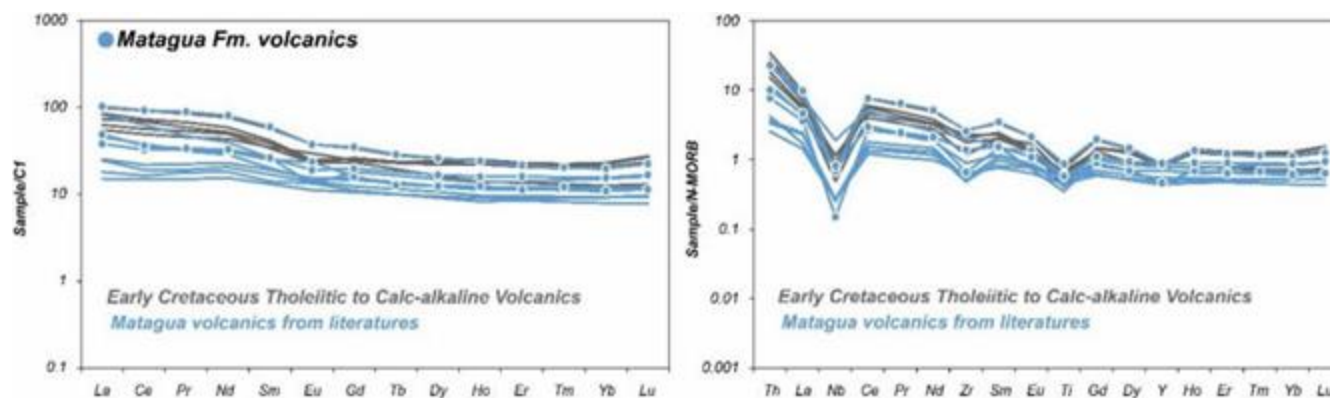 1000
Matagua Fm. volcanics
100
10
1
0.1
Sample/C1
Early Cretaceous Tholeiitic to Calc-alkaline Volcanics
Matagua volcanics from literatures
La Ce Pr Nd Sm Eu Gd Tb Dy Ho Er Tm Yb Lu
100
10
1
0.1
0.01
0.001
Sample/N-MORB
Early Cretaceous Tholeiitic to Calc-alkaline Volcanics
Matagua volcanics from literatures
Th La Nb Ce Pr Nd Zr Sm Eu Ti Gd Dy Y Ho Er Tm Yb Lu